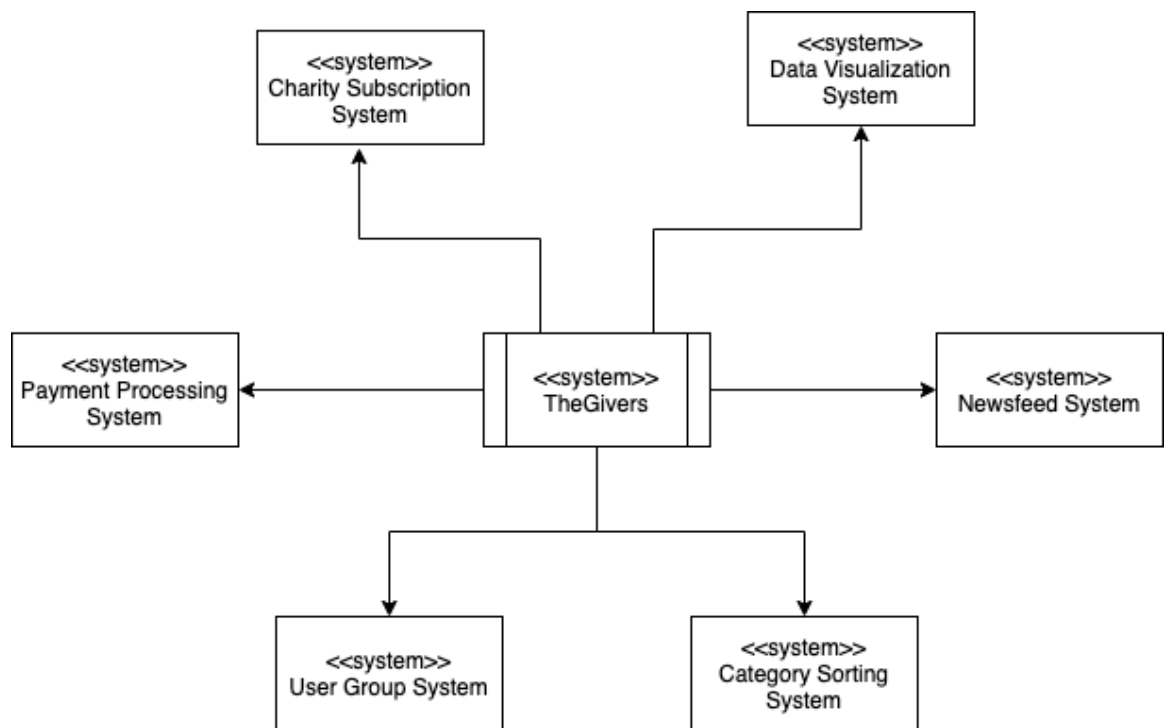 <<system>>
Charity Subscription
System
<<system>>
Data Visualization
System
<<system>>
Payment Processing
System
<<system>>
TheGivers
<<system>>
Newsfeed System
<<system>>
User Group System
<<system>>
Category Sorting
System